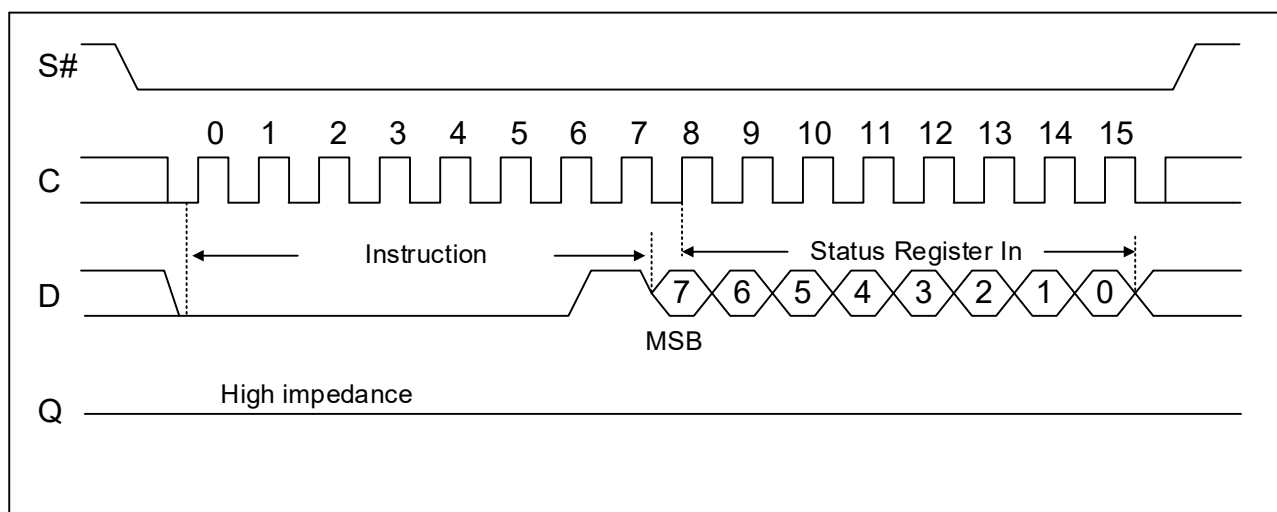 S#
0 1 2 3 4 5 6 7 8 9 10 11 12 13 14 15
C
Instruction Status Register In
D 7 6 5 4 3 2 1 0
MSB
High impedance
Q